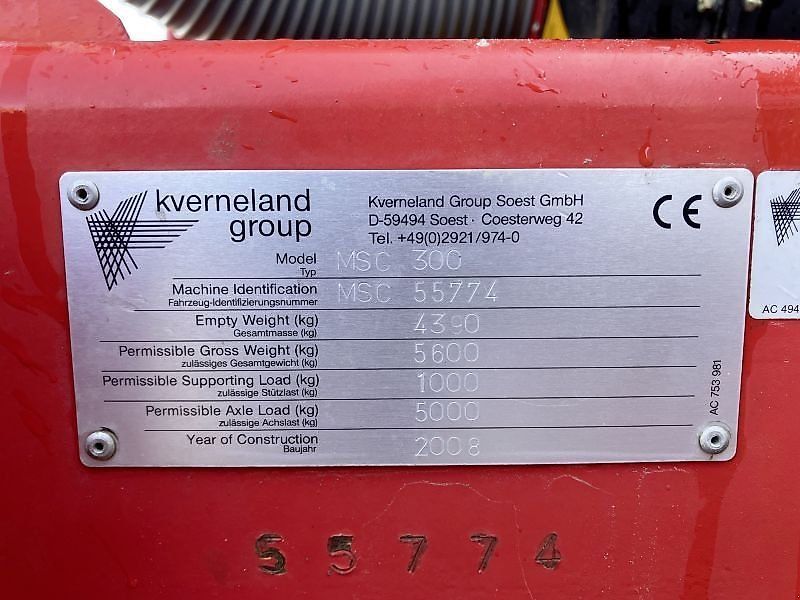 kverneland
group
Kverneland Group Soest GmbH
D-59494 Soest · Coesterweg 42
Tel. +49(0)2921/974-0
CE
Model MSC 300
Typ
Machine Identification MSC 55774
Fahrzeug-Identifizierungsnummer
Empty Weight (kg) 4390
Gesamtmasse (kg)
Permissible Gross Weight (kg) 5600
zulässiges Gesamtgewicht (kg)
Permissible Supporting Load (kg) 1000
zulässige Stützlast (kg)
Permissible Axle Load (kg) 5000
zulässige Achslast (kg)
Year of Construction 2008
Baujahr
AC 753 981
AC 494
55774